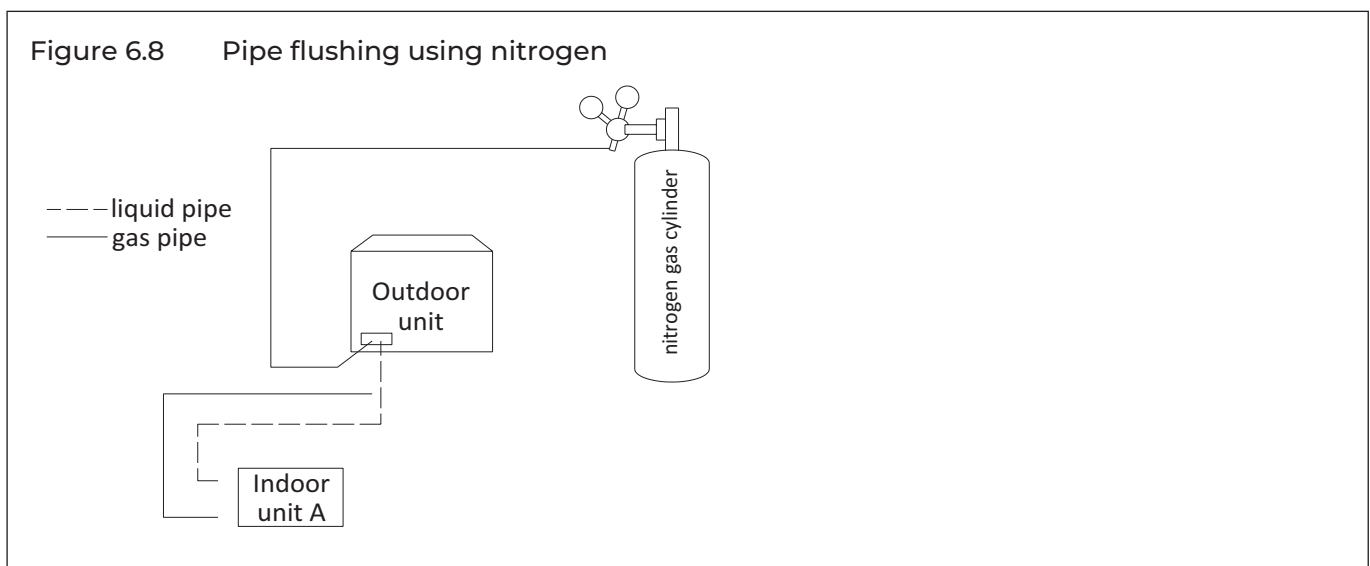 Figure 6.8 Pipe flushing using nitrogen
liquid pipe
gas pipe
Outdoor
unit
nitrogen gas cylinder
Indoor
unit A